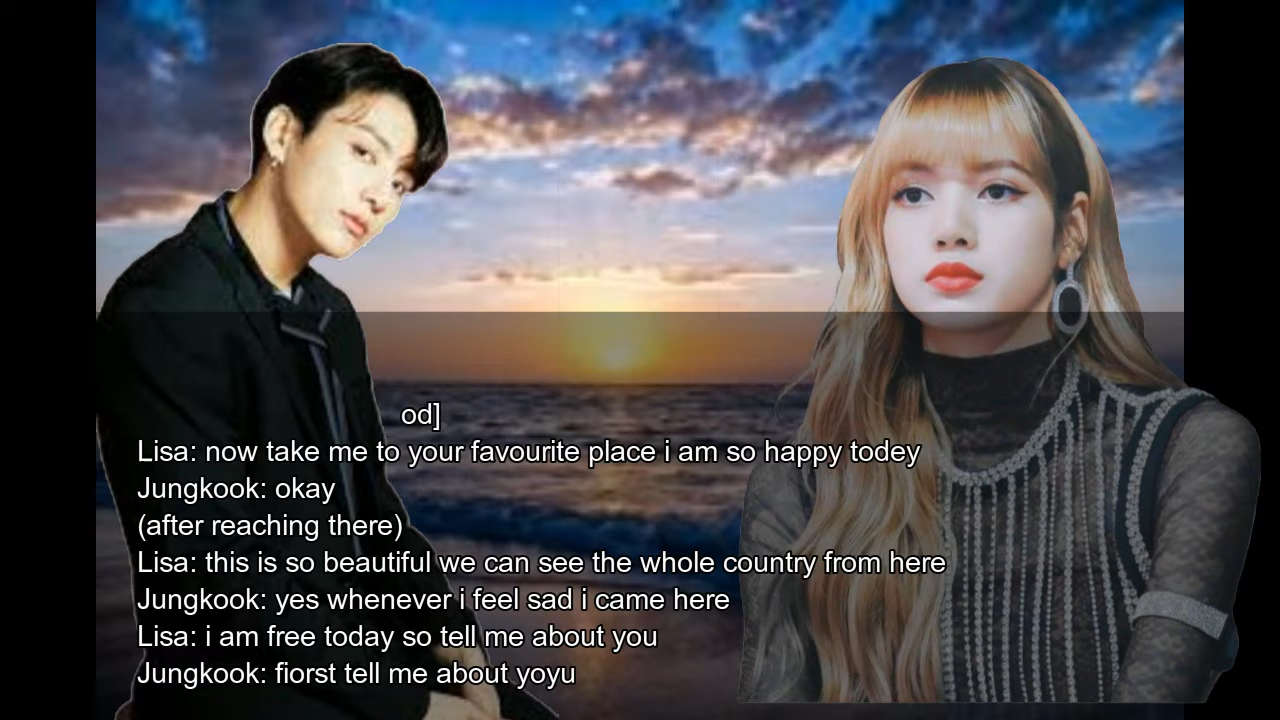 od]
Lisa: now take me to your favourite place i am so happy todey
Jungkook: okay
(after reaching there)
Lisa: this is so beautiful we can see the whole country from here
Jungkook: yes whenever i feel sad i came here
Lisa: i am free today so tell me about you
Jungkook: fiorst tell me about yoyu